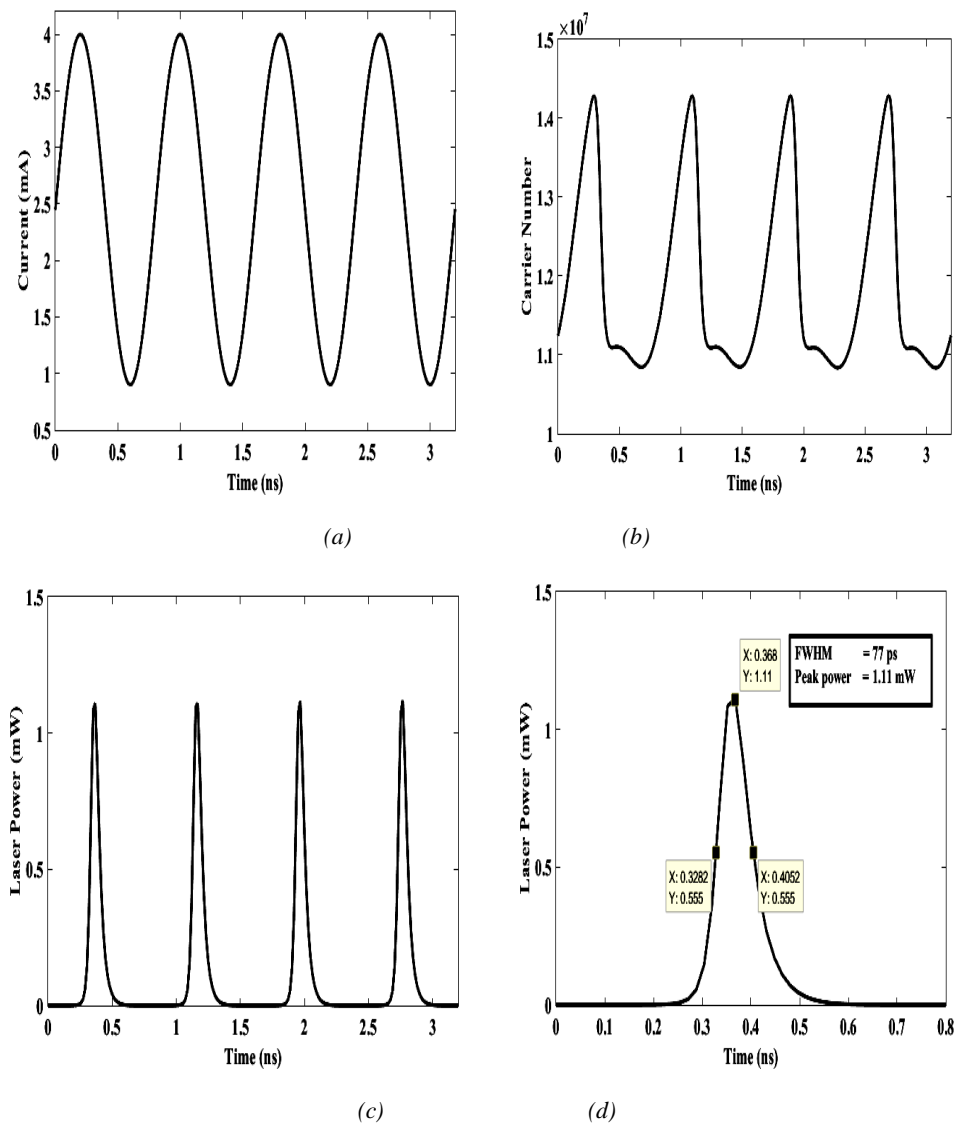 4
3.5
3
2.5
2
1.5
1
0.5
Current (mA)
0 0.5 1 1.5 2 2.5 3
Time (ns)
(a)
×10⁷
1.5
1.4
1.3
1.2
1.1
1
Carrier Number
0 0.5 1 1.5 2 2.5 3
Time (ns)
(b)
1.5
1
0.5
0
Laser Power (mW)
0 0.5 1 1.5 2 2.5 3
Time (ns)
(c)
1.5
1
0.5
0
Laser Power (mW)
X: 0.368
Y: 1.11
FWHM = 77 ps
Peak power = 1.11 mW
X: 0.3282
Y: 0.555
X: 0.4052
Y: 0.555
0 0.1 0.2 0.3 0.4 0.5 0.6 0.7 0.8
Time (ns)
(d)